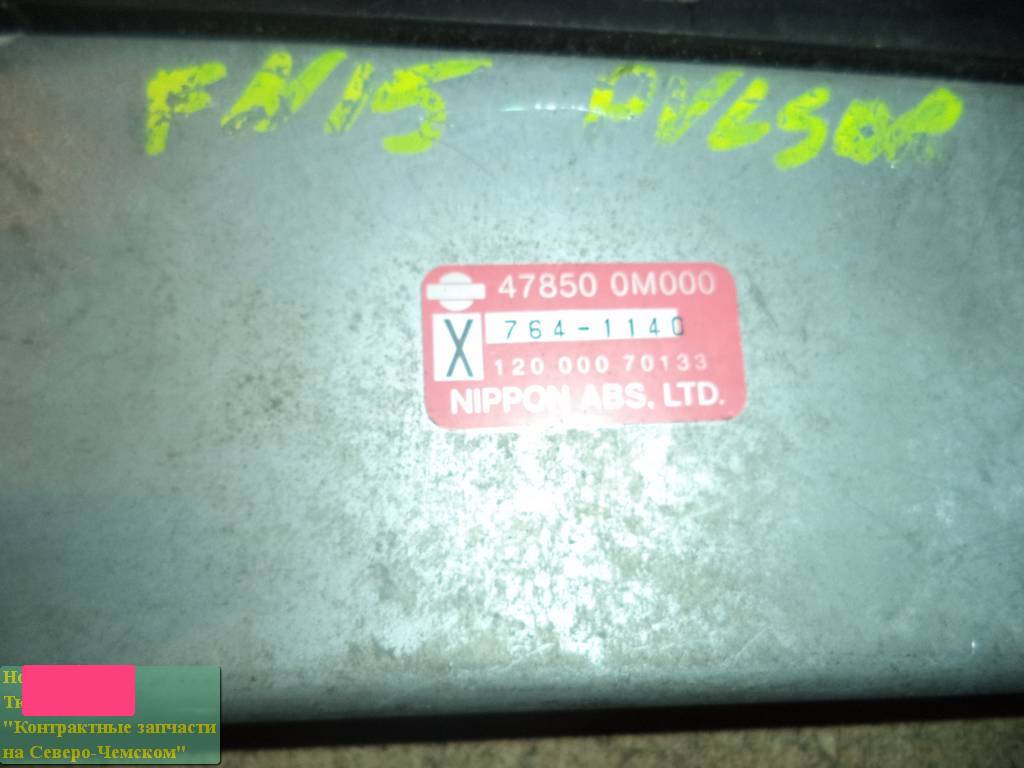 FN15 PULSAR
47850 0M000
X 764-1140
120 000 70133
NIPPON ABS, LTD.
"Контрактные запчасти
на Северо-Чемском"